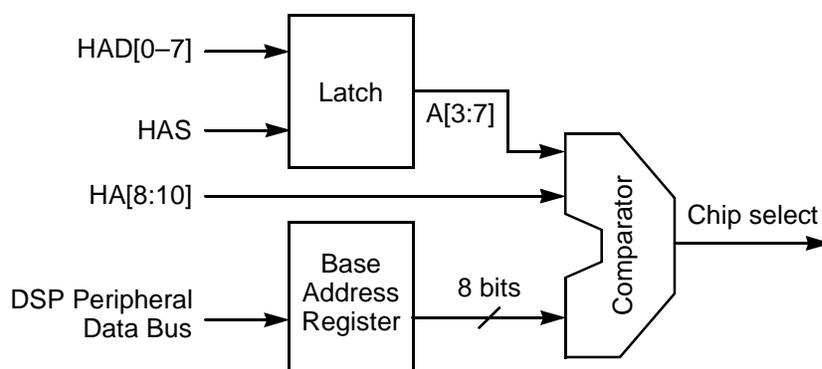 HAD[0–7]
Latch
A[3:7]
HAS
HA[8:10]
Comparator
Chip select
Base
Address
Register
8 bits
DSP Peripheral
Data Bus